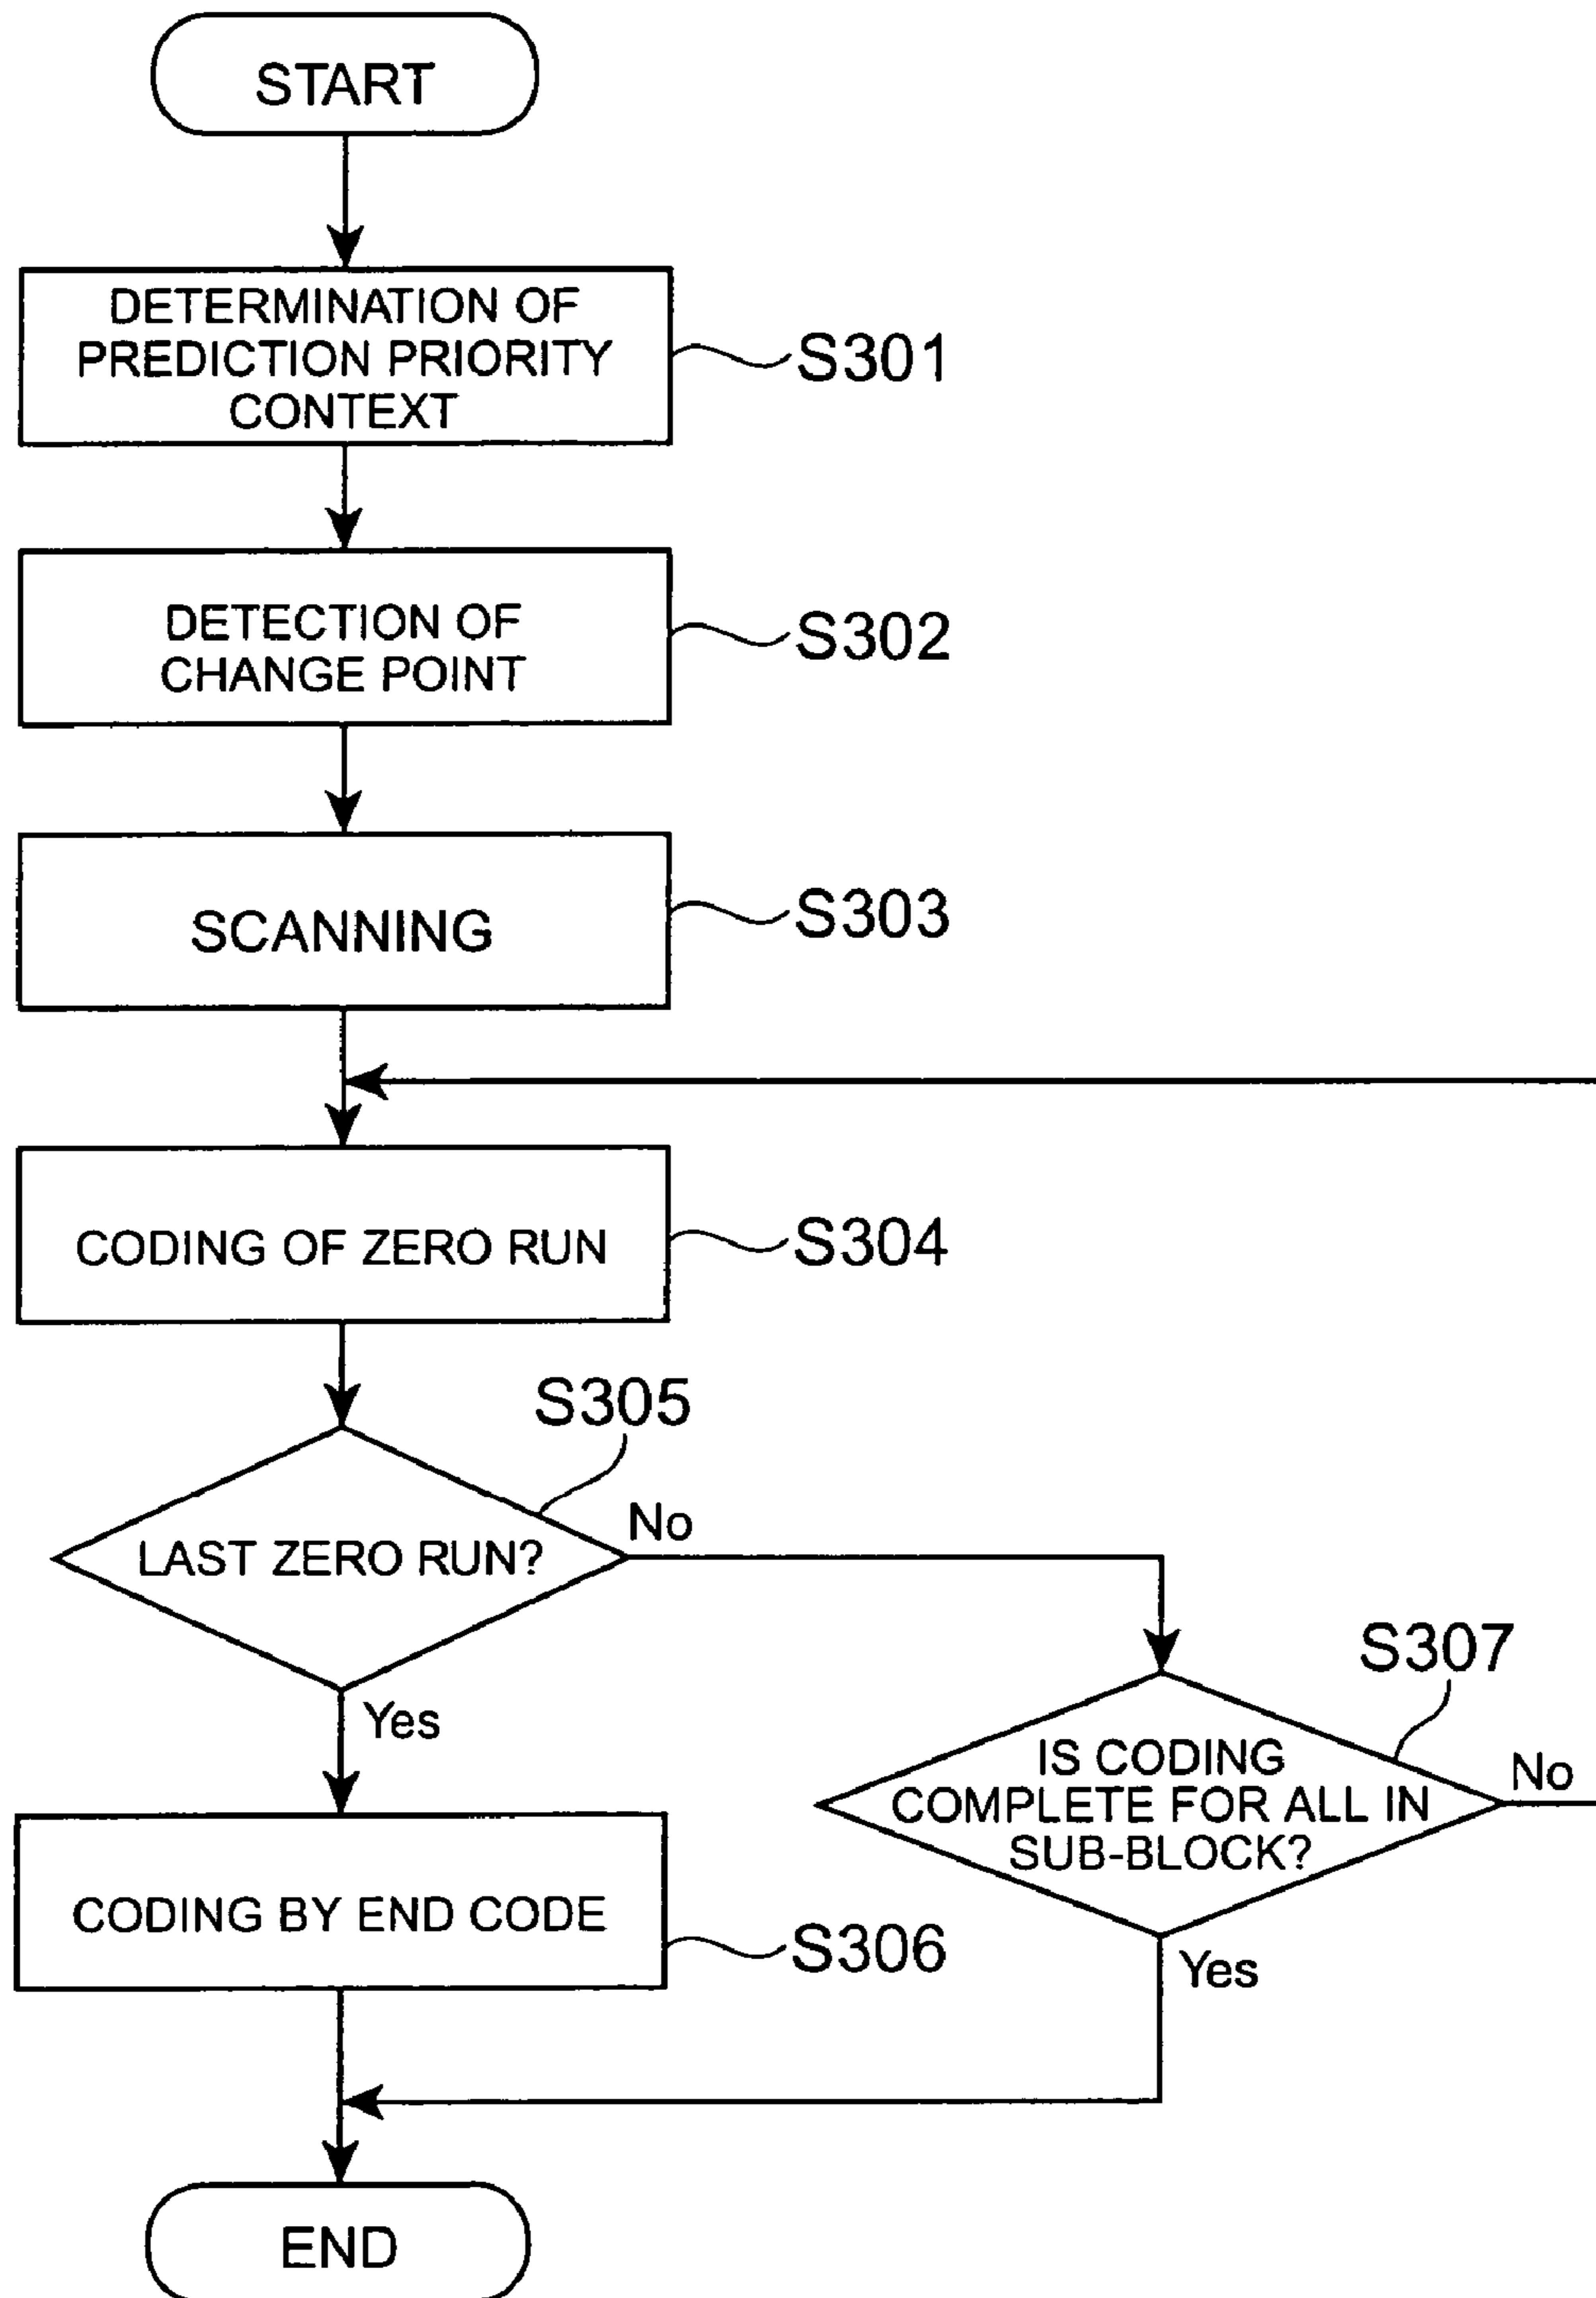 START
DETERMINATION OF
PREDICTION PRIORITY
CONTEXT
S301
DETECTION OF
CHANGE POINT
S302
SCANNING
S303
CODING OF ZERO RUN
S304
S305
LAST ZERO RUN?
No
Yes
S307
IS CODING
COMPLETE FOR ALL IN
SUB-BLOCK?
No
Yes
CODING BY END CODE
S306
END